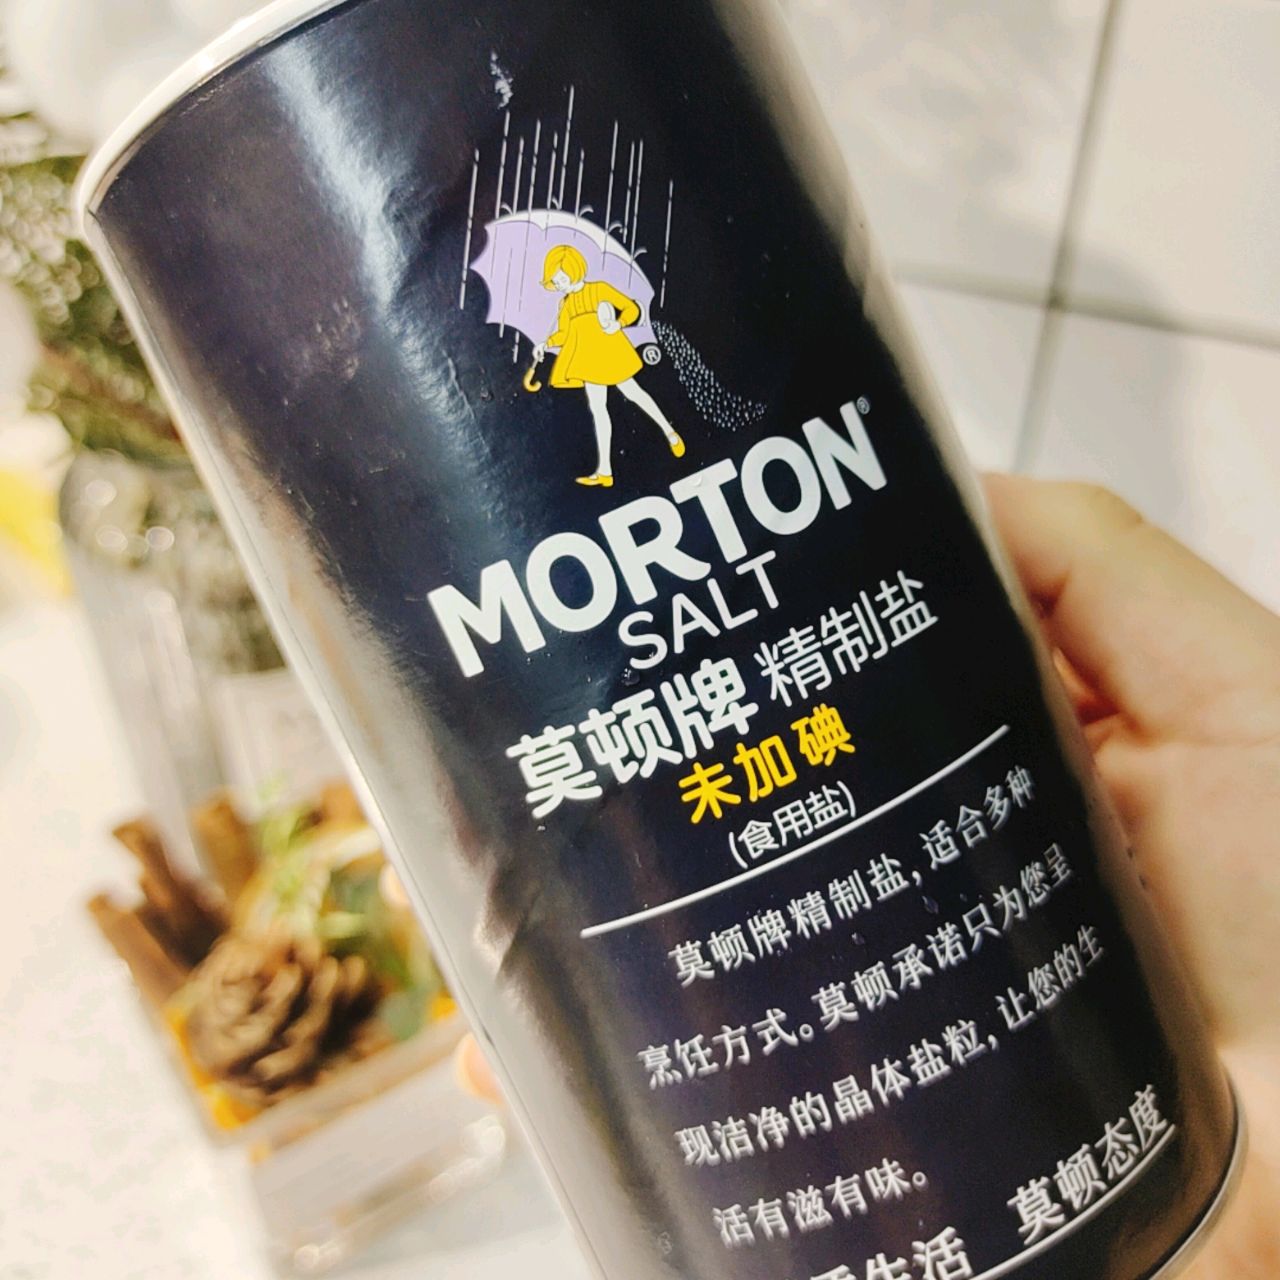 MORTON®
SALT
莫顿牌 精制盐
未加碘
(食用盐)
莫顿牌精制盐，适合多种
烹饪方式。莫顿承诺只为您呈
现洁净的晶体盐粒，让您的生
活有滋有味。
生活 莫顿态度